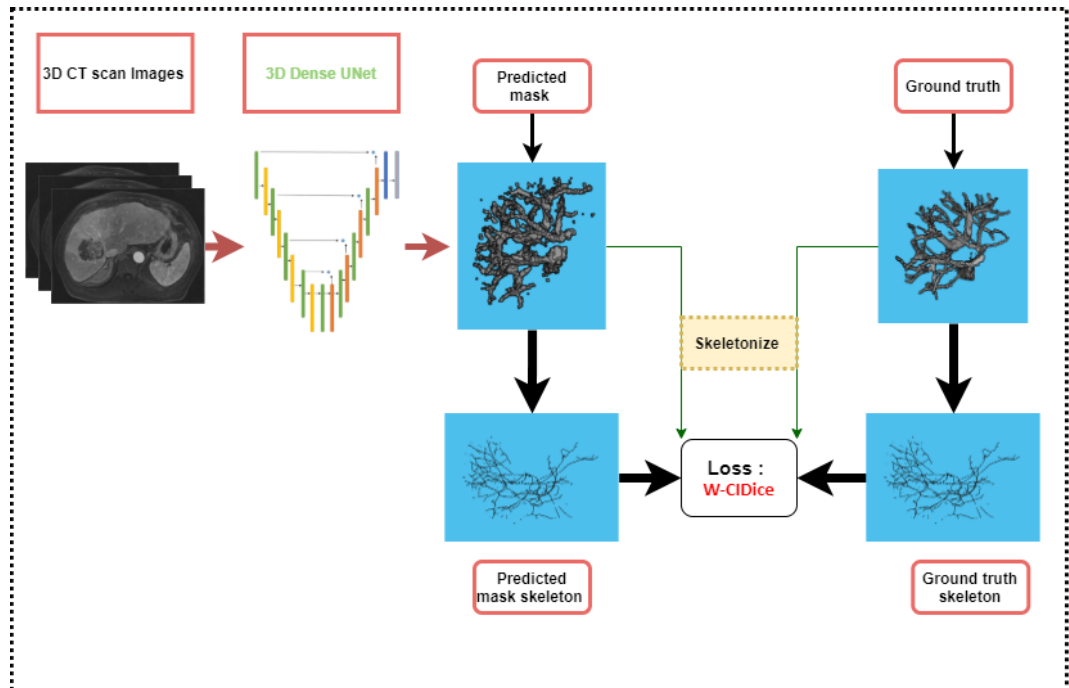 3D CT scan Images
3D Dense UNet
Predicted
mask
Ground truth
Skeletonize
Loss :
W-ClDice
Predicted
mask skeleton
Ground truth
skeleton